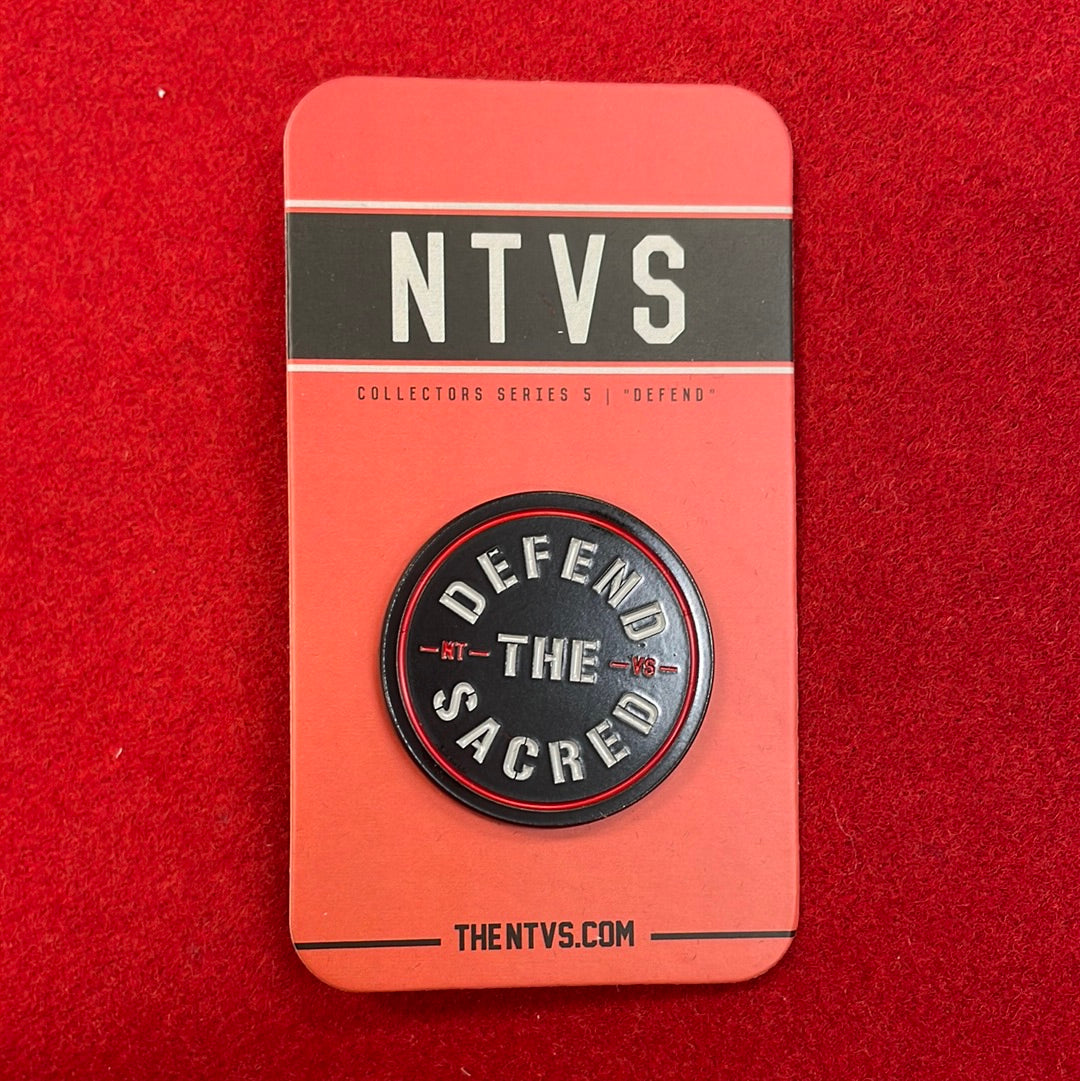 NTVS
COLLECTORS SERIES 5 | "DEFEND"
DEFEND
-NT- THE -VS-
SACRED
THENTVS.COM